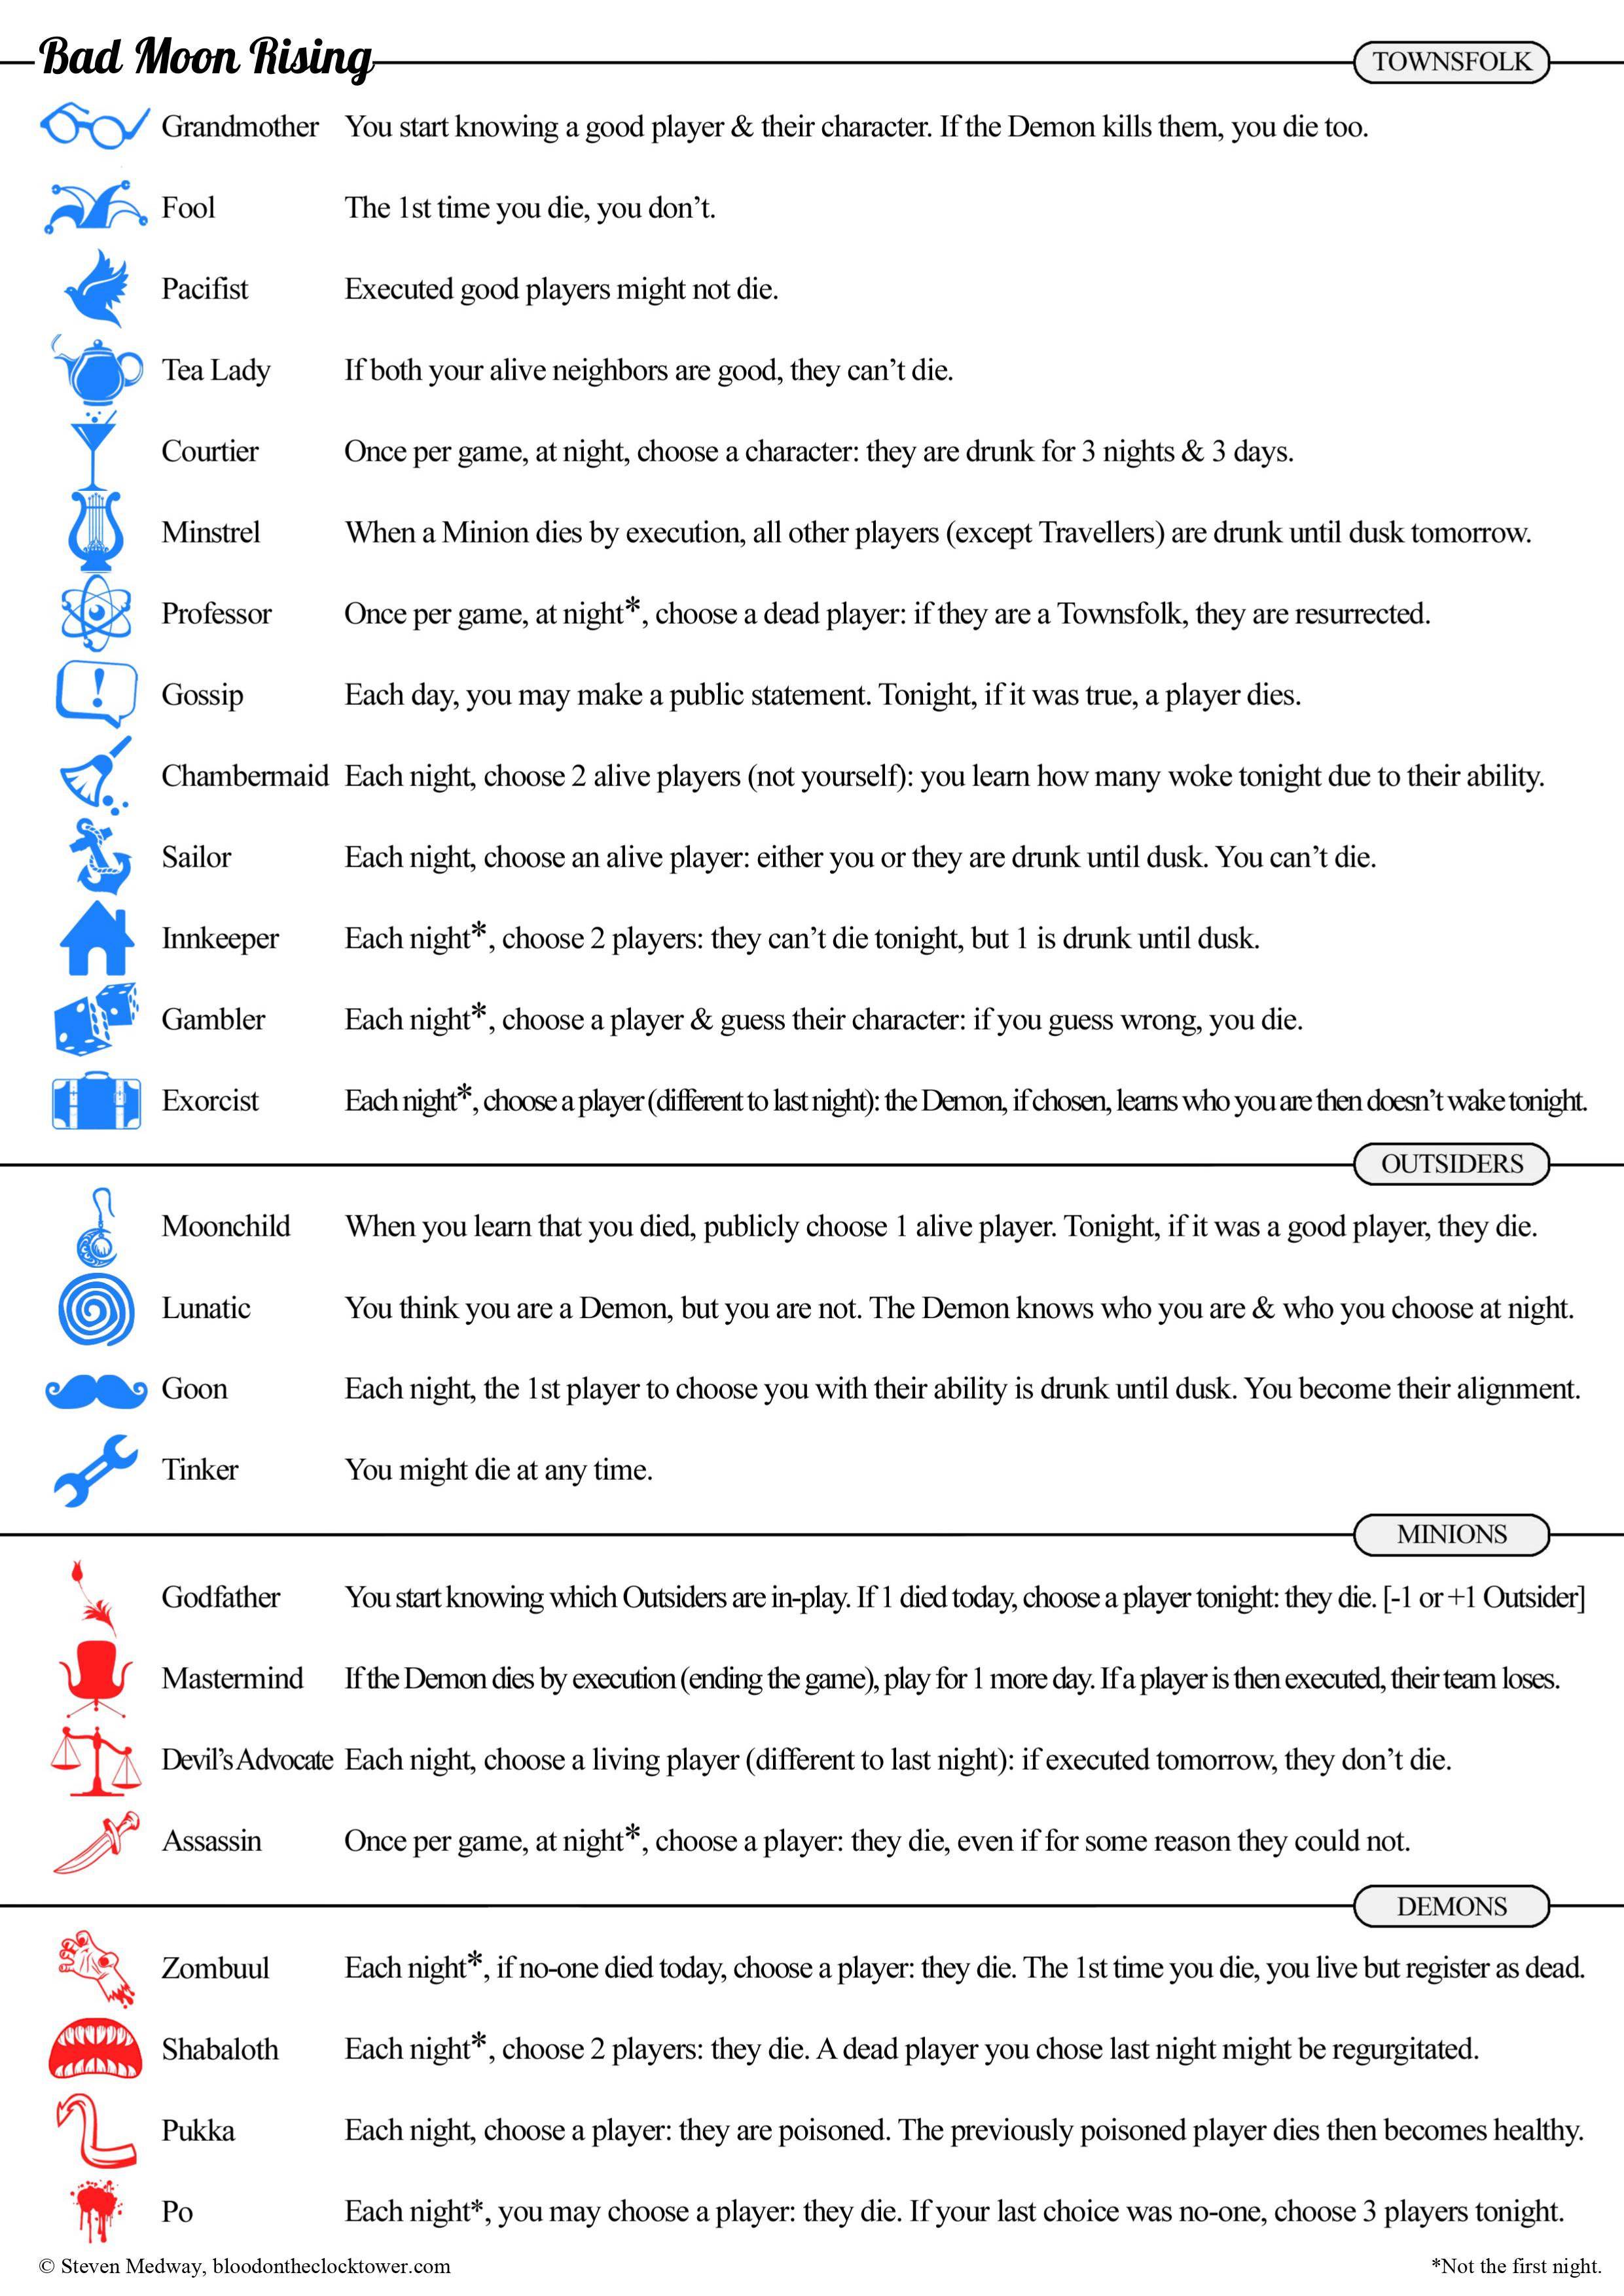 Bad Moon Rising TOWNSFOLK
Grandmother You start knowing a good player & their character. If the Demon kills them, you die too.
Fool The 1st time you die, you don’t.
Pacifist Executed good players might not die.
Tea Lady If both your alive neighbors are good, they can’t die.
Courtier Once per game, at night, choose a character: they are drunk for 3 nights & 3 days.
Minstrel When a Minion dies by execution, all other players (except Travellers) are drunk until dusk tomorrow.
Professor Once per game, at night*, choose a dead player: if they are a Townsfolk, they are resurrected.
! Gossip Each day, you may make a public statement. Tonight, if it was true, a player dies.
Chambermaid Each night, choose 2 alive players (not yourself): you learn how many woke tonight due to their ability.
Sailor Each night, choose an alive player: either you or they are drunk until dusk. You can’t die.
Innkeeper Each night*, choose 2 players: they can’t die tonight, but 1 is drunk until dusk.
Gambler Each night*, choose a player & guess their character: if you guess wrong, you die.
Exorcist Each night*, choose a player (different to last night): the Demon, if chosen, learns who you are then doesn’t wake tonight.
OUTSIDERS
Moonchild When you learn that you died, publicly choose 1 alive player. Tonight, if it was a good player, they die.
Lunatic You think you are a Demon, but you are not. The Demon knows who you are & who you choose at night.
Goon Each night, the 1st player to choose you with their ability is drunk until dusk. You become their alignment.
Tinker You might die at any time.
MINIONS
Godfather You start knowing which Outsiders are in-play. If 1 died today, choose a player tonight: they die. [-1 or +1 Outsider]
Mastermind If the Demon dies by execution (ending the game), play for 1 more day. If a player is then executed, their team loses.
Devil’s Advocate Each night, choose a living player (different to last night): if executed tomorrow, they don’t die.
Assassin Once per game, at night*, choose a player: they die, even if for some reason they could not.
DEMONS
Zombuul Each night*, if no-one died today, choose a player: they die. The 1st time you die, you live but register as dead.
Shabaloth Each night*, choose 2 players: they die. A dead player you chose last night might be regurgitated.
Pukka Each night, choose a player: they are poisoned. The previously poisoned player dies then becomes healthy.
Po Each night*, you may choose a player: they die. If your last choice was no-one, choose 3 players tonight.
© Steven Medway, bloodontheclocktower.com *Not the first night.